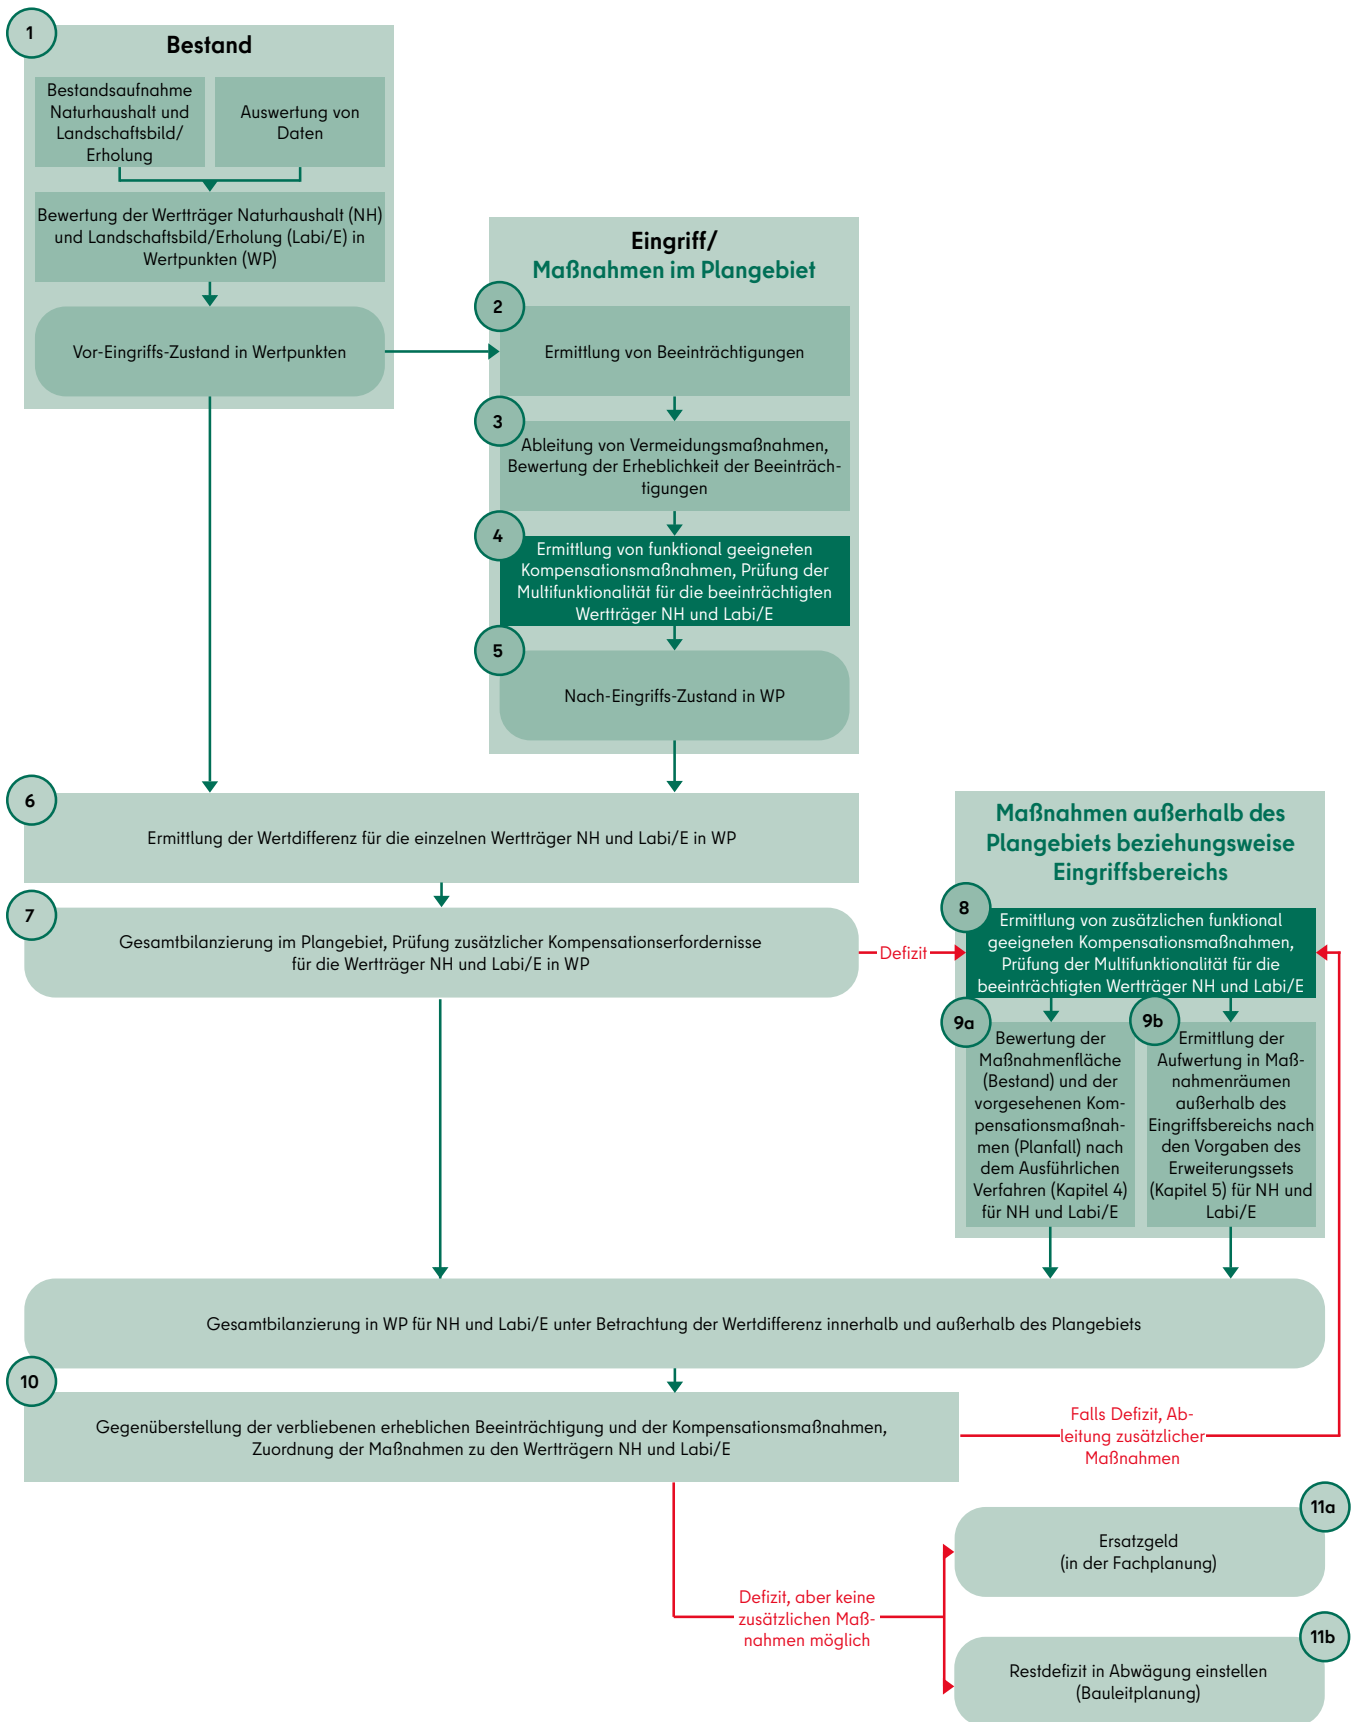 1
Bestand
Bestandsaufnahme
Naturhaushalt und
Landschaftsbild/
Erholung
Auswertung von
Daten
Bewertung der Wertträger Naturhaushalt (NH)
und Landschaftsbild/Erholung (Labi/E) in
Wertpunkten (WP)
Vor-Eingriffs-Zustand in Wertpunkten
Eingriff/
Maßnahmen im Plangebiet
2
Ermittlung von Beeinträchtigungen
3
Ableitung von Vermeidungsmaßnahmen,
Bewertung der Erheblichkeit der Beeinträch-
tigungen
4
Ermittlung von funktional geeigneten
Kompensationsmaßnahmen, Prüfung der
Multifunktionalität für die beeinträchtigten
Wertträger NH und Labi/E
5
Nach-Eingriffs-Zustand in WP
6
Ermittlung der Wertdifferenz für die einzelnen Wertträger NH und Labi/E in WP
7
Gesamtbilanzierung im Plangebiet, Prüfung zusätzlicher Kompensationserfordernisse
für die Wertträger NH und Labi/E in WP
Defizit
Maßnahmen außerhalb des
Plangebiets beziehungsweise
Eingriffsbereichs
8
Ermittlung von zusätzlichen funktional
geeigneten Kompensationsmaßnahmen,
Prüfung der Multifunktionalität für die
beeinträchtigten Wertträger NH und Labi/E
9a
Bewertung der
Maßnahmenfläche
(Bestand) und der
vorgesehenen Kom-
pensationsmaßnah-
men (Planfall) nach
dem Ausführlichen
Verfahren (Kapitel 4)
für NH und Labi/E
9b
Ermittlung der
Aufwertung in Maß-
nahmenräumen
außerhalb des
Eingriffsbereichs nach
den Vorgaben des
Erweiterungssets
(Kapitel 5) für NH und
Labi/E
Gesamtbilanzierung in WP für NH und Labi/E unter Betrachtung der Wertdifferenz innerhalb und außerhalb des Plangebiets
10
Gegenüberstellung der verbliebenen erheblichen Beeinträchtigung und der Kompensationsmaßnahmen,
Zuordnung der Maßnahmen zu den Wertträgern NH und Labi/E
Falls Defizit, Ab-
leitung zusätzlicher
Maßnahmen
Defizit, aber keine
zusätzlichen Maß-
nahmen möglich
11a
Ersatzgeld
(in der Fachplanung)
11b
Restdefizit in Abwägung einstellen
(Bauleitplanung)